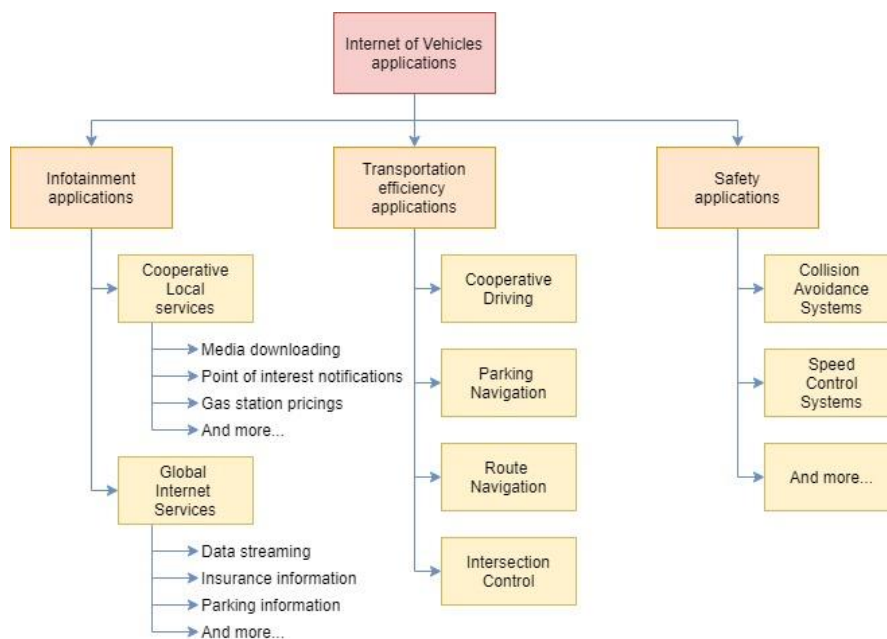 Internet of Vehicles
applications
Infotainment
applications
Transportation
efficiency
applications
Safety
applications
Cooperative
Local
services
Media downloading
Point of interest notifications
Gas station pricings
And more...
Global
Internet
Services
Data streaming
Insurance information
Parking information
And more...
Cooperative
Driving
Parking
Navigation
Route
Navigation
Intersection
Control
Collision
Avoidance
Systems
Speed
Control
Systems
And more...